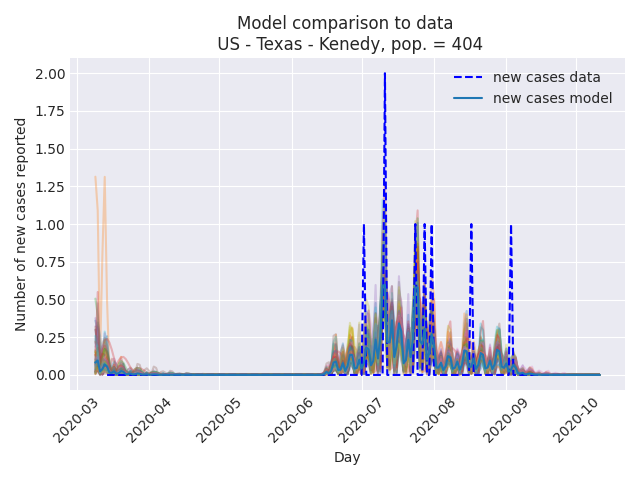 Model comparison to data
US - Texas - Kenedy, pop. = 404
new cases data
new cases model
Number of new cases reported
2.00
1.75
1.50
1.25
1.00
0.75
0.50
0.25
0.00
2020-03
2020-04
2020-05
2020-06
2020-07
2020-08
2020-09
2020-10
Day